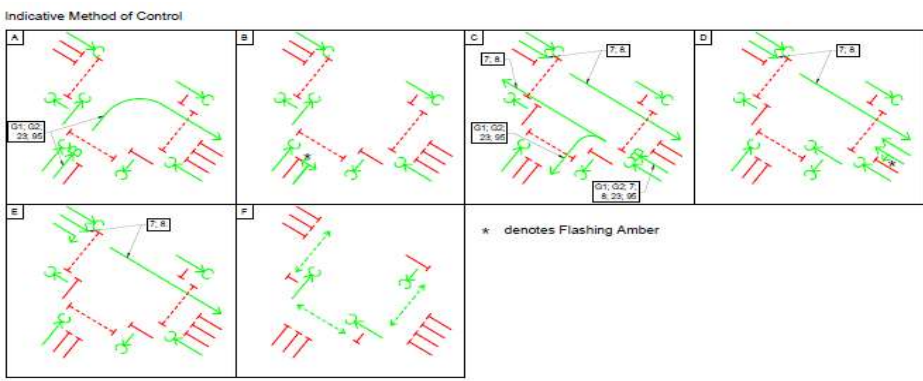 Indicative Method of Control
A
B
C
D
7; 8.
7; 8.
7; 8.
G1; G2;
23; 95
G1; G2;
23; 95
*
G1; G2; 7;
8; 23; 95
*
E
F
7; 8.
* denotes Flashing Amber